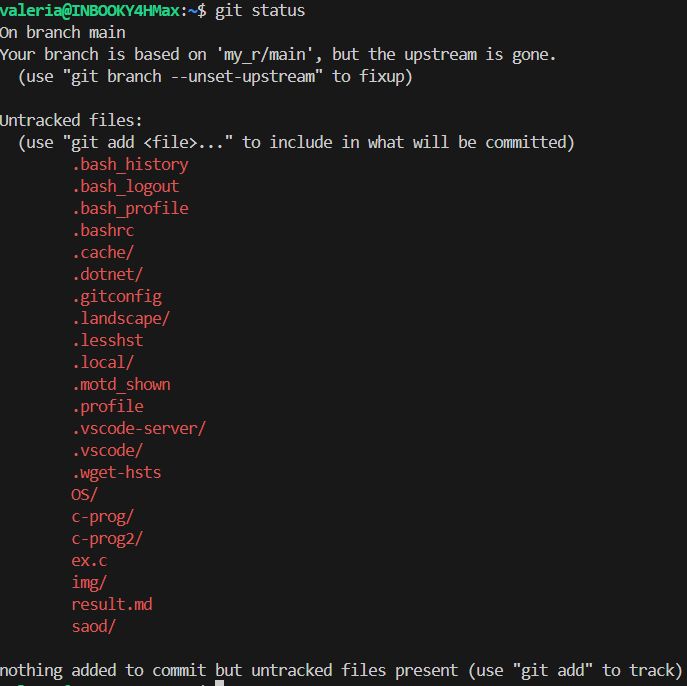 valeria@INBOOKY4HMax:~$ git status
On branch main
Your branch is based on 'my_r/main', but the upstream is gone.
  (use "git branch --unset-upstream" to fixup)

Untracked files:
  (use "git add <file>..." to include in what will be committed)
        .bash_history
        .bash_logout
        .bash_profile
        .bashrc
        .cache/
        .dotnet/
        .gitconfig
        .landscape/
        .lesshst
        .local/
        .motd_shown
        .profile
        .vscode-server/
        .vscode/
        .wget-hsts
        OS/
        c-prog/
        c-prog2/
        ex.c
        img/
        result.md
        saod/

nothing added to commit but untracked files present (use "git add" to track)